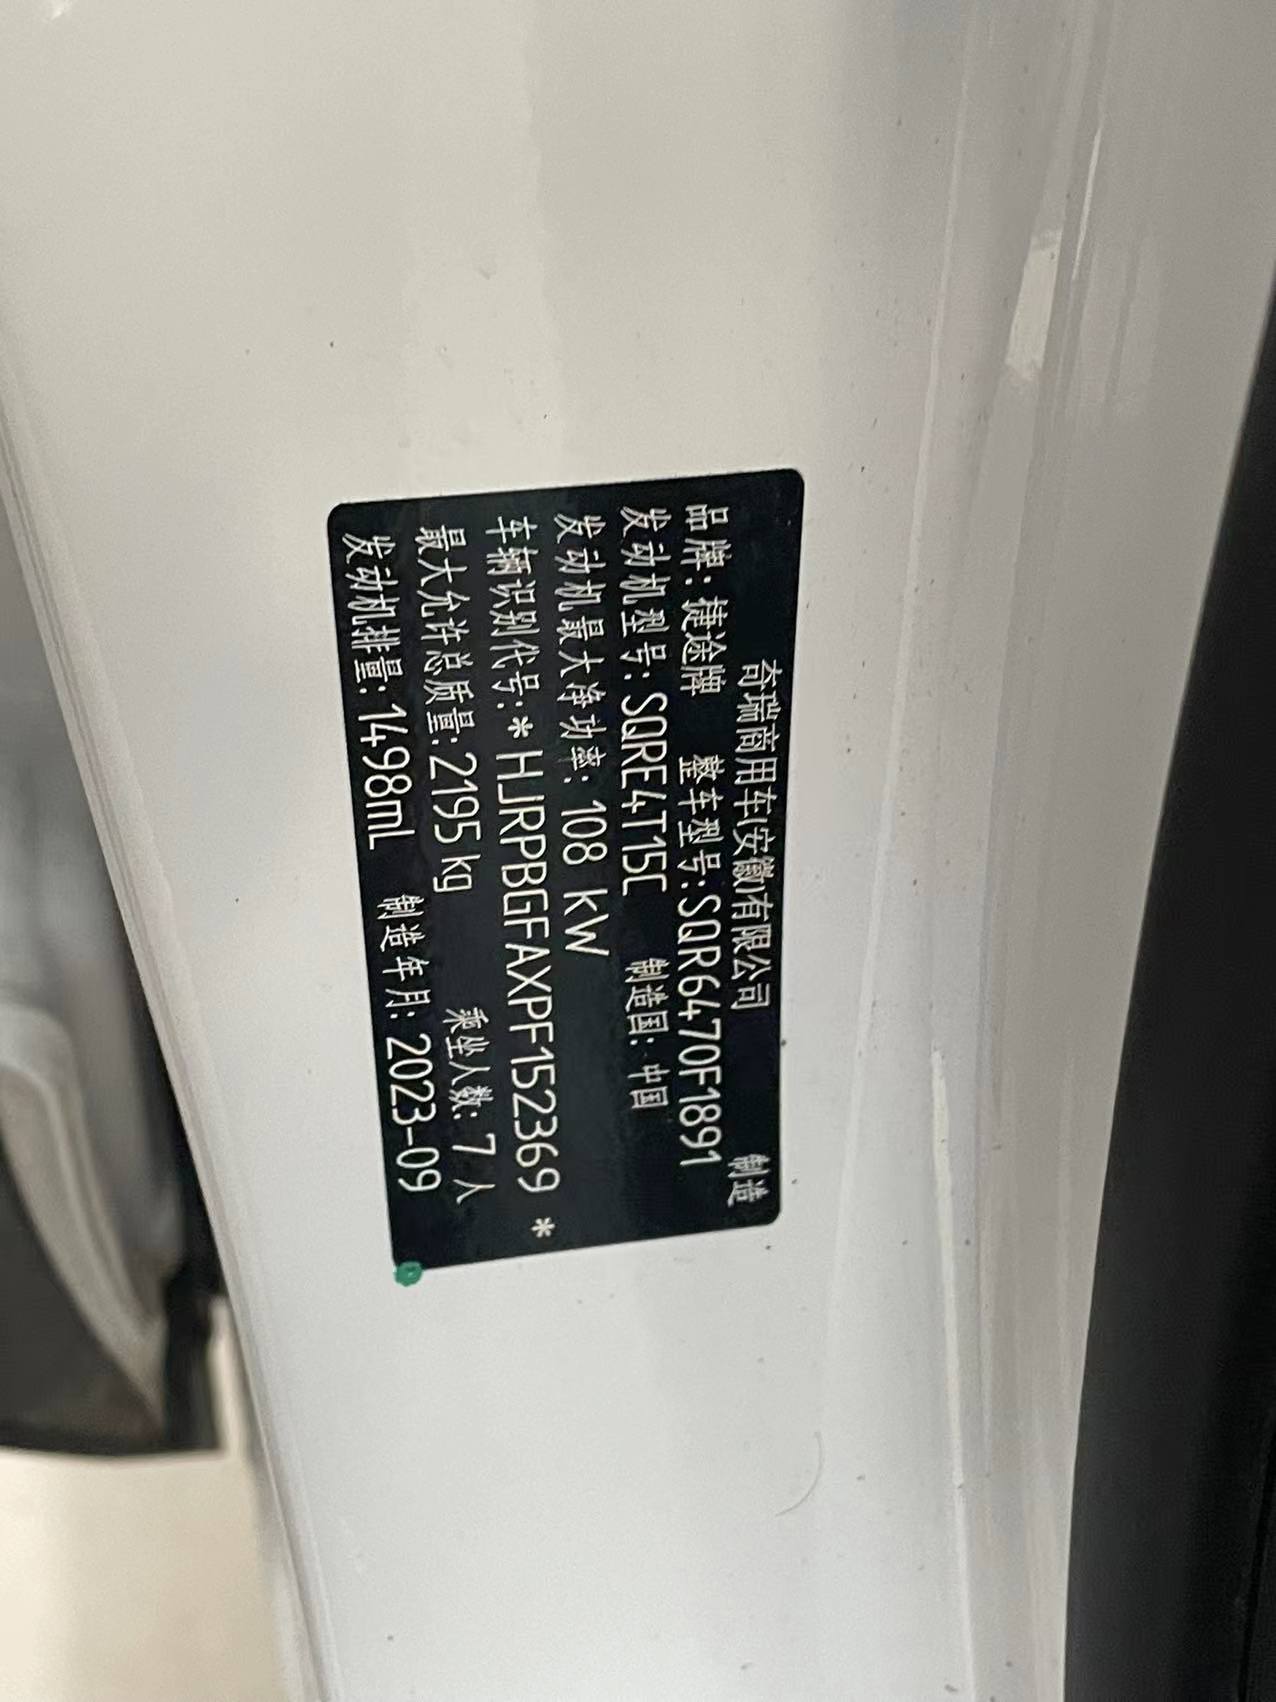 奇瑞商用车(安徽)有限公司 制造
品牌: 捷途牌 整车型号: SQR6470F1891
发动机型号: SQRE4T15C 制造国: 中国
发动机最大净功率: 108 kW
车辆识别代号: *HJRPBGFAXPF152369 *
最大允许总质量: 2195 kg 乘坐人数: 7 人
发动机排量: 1498mL 制造年月: 2023-09